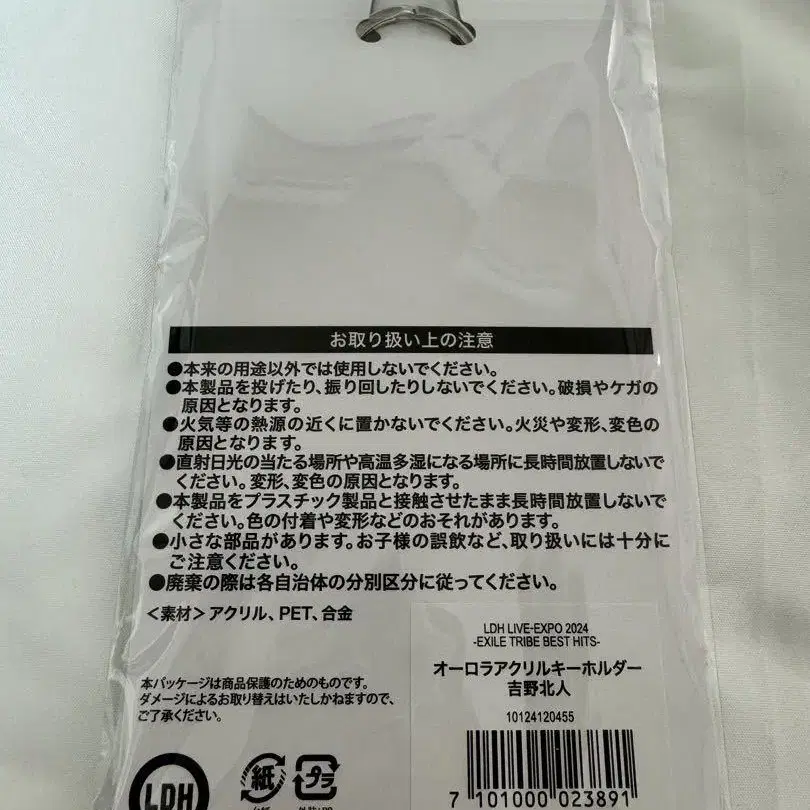 お取り扱い上の注意
●本来の用途以外では使用しないでください。
●本製品を投げたり、振り回したりしないでください。破損やケガの
原因となります。
●火気等の熱源の近くに置かないでください。火災や変形、変色の
原因となります。
●直射日光の当たる場所や高温多湿になる場所に長時間放置しないで
ください。変形、変色の原因となります。
●本製品をプラスチック製品と接触させたまま長時間放置しないで
ください。色の付着や変形などのおそれがあります。
●小さな部品があります。お子様の誤飲など、取り扱いには十分に
ご注意ください。
●廃棄の際は各自治体の分別区分に従ってください。
＜素材＞アクリル、PET、合金
本パッケージは商品保護のためのものです。
ダメージによるお取り替えはいたしかねますので、
ご了承ください。
LDH LIVE-EXPO 2024
-EXILE TRIBE BEST HITS-
オーロラアクリルキーホルダー
吉野北人
10124120455
7 101000 023891
LDH
紙
プラ